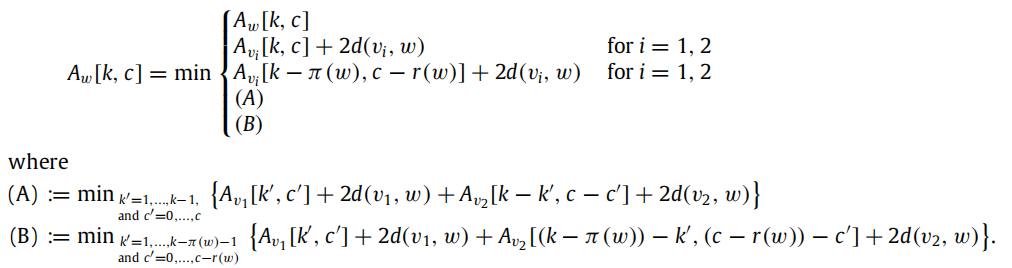 A_w[k, c]
A_{v_i}[k, c] + 2d(v_i, w) for i = 1, 2
A_w[k, c] = min { A_{v_i}[k − π(w), c − r(w)] + 2d(v_i, w) for i = 1, 2
(A)
(B)
where
(A) := min_{k′=1,...,k−1, and c′=0,...,c} {A_{v_1}[k′, c′] + 2d(v_1, w) + A_{v_2}[k − k′, c − c′] + 2d(v_2, w)}
(B) := min_{k′=1,...,k−π(w)−1 and c′=0,...,c−r(w)} {A_{v_1}[k′, c′] + 2d(v_1, w) + A_{v_2}[(k − π(w)) − k′, (c − r(w)) − c′] + 2d(v_2, w)}.